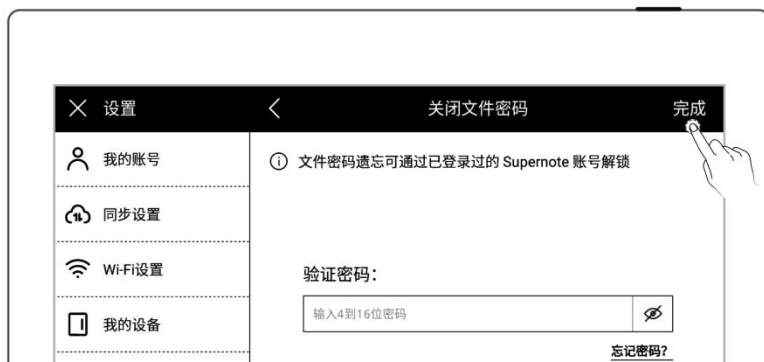 设置
关闭文件密码
完成
我的账号
同步设置
Wi-Fi设置
我的设备
文件密码遗忘可通过已登录过的 Supernote 账号解锁
验证密码：
输入4到16位密码
忘记密码？